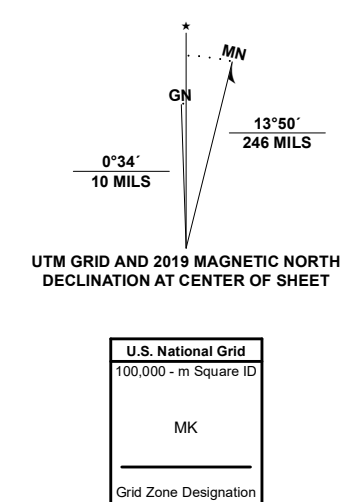 ★
MN
GN
13°50´
246 MILS
0°34´
10 MILS
UTM GRID AND 2019 MAGNETIC NORTH
DECLINATION AT CENTER OF SHEET
U.S. National Grid
100,000 - m Square ID
MK
Grid Zone Designation